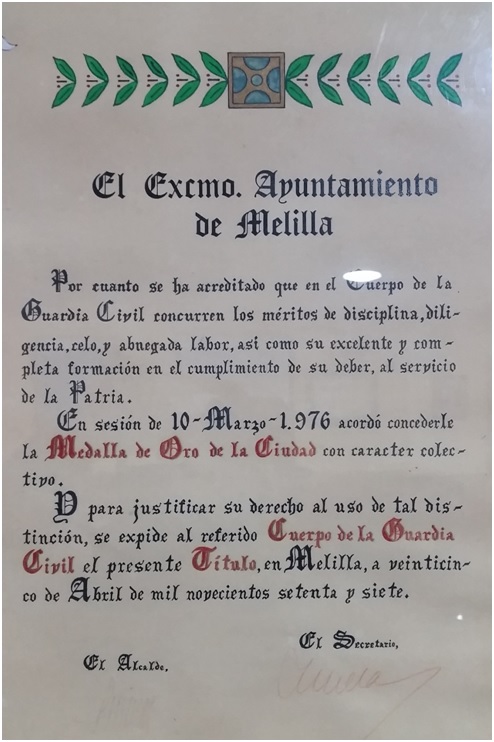 El Excmo. Ayuntamiento
de Melilla
Por cuanto se ha acreditado que en el Cuerpo de la
Guardia Civil concurren los méritos de disciplina, dili-
gencia, celo, y abnegada labor, así como su excelente y com-
pleta formación en el cumplimiento de su deber, al servicio
de la Patria.
En sesión de 10-Marzo-1.976 acordó concederle
la Medalla de Oro de la Ciudad con caracter colec-
tivo.
Y para justificar su derecho al uso de tal dis-
tinción, se expide al referido Cuerpo de la Guardia
Civil el presente Título, en Melilla, a veinticin-
co de Abril de mil novecientos setenta y siete.
El Secretario,
El Alcalde.